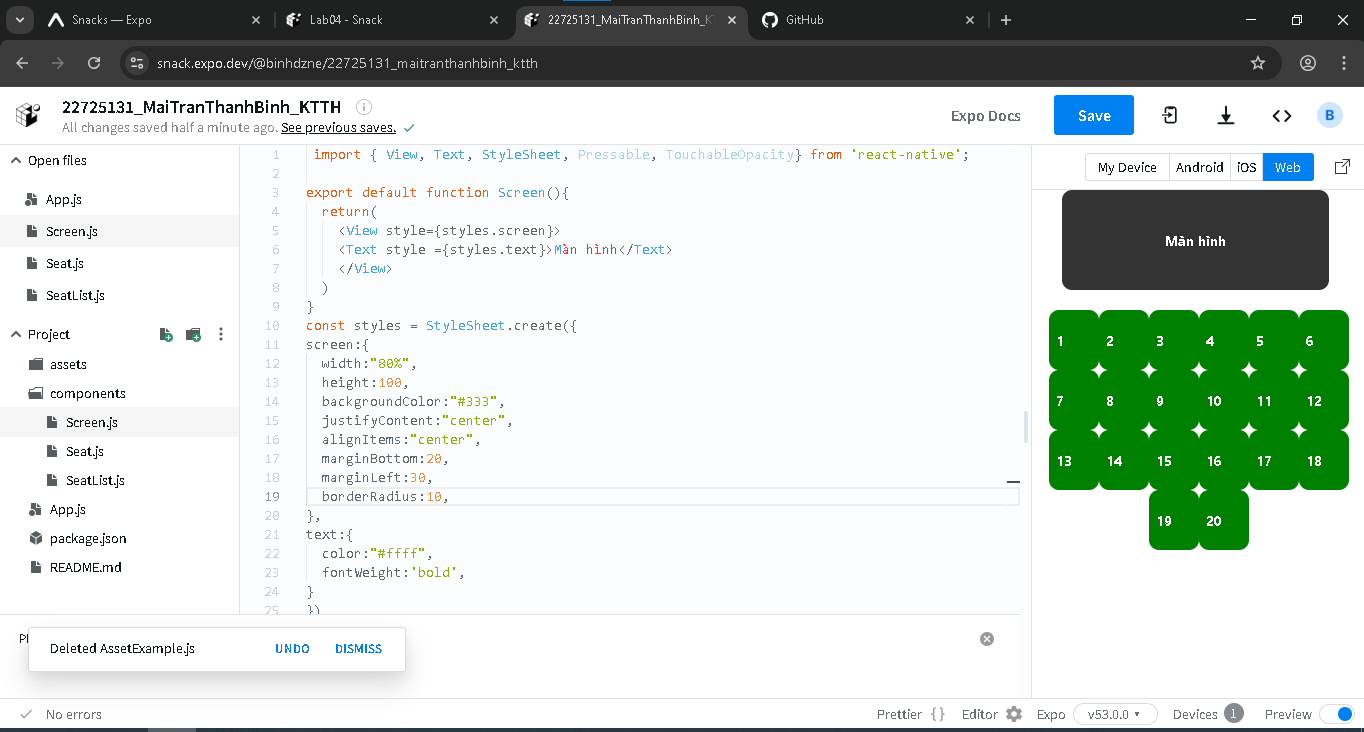 Snacks — Expo
Lab04 - Snack
22725131_MaiTranThanhBinh_KT
GitHub
snack.expo.dev/@binhdzne/22725131_maitranthanhbinh_ktth
22725131_MaiTranThanhBinh_KTTH
All changes saved half a minute ago. See previous saves.
Expo Docs
Save
B
Open files
App.js
Screen.js
Seat.js
SeatList.js
Project
assets
components
Screen.js
Seat.js
SeatList.js
App.js
package.json
README.md
1 import { View, Text, StyleSheet, Pressable, TouchableOpacity} from 'react-native';
2
3 export default function Screen(){
4 return(
5 <View style={styles.screen}>
6 <Text style ={styles.text}>Màn hình</Text>
7 </View>
8 )
9 }
10 const styles = StyleSheet.create({
11 screen:{
12 width:"80%",
13 height:100,
14 backgroundColor:"#333",
15 justifyContent:"center",
16 alignItems:"center",
17 marginBottom:20,
18 marginLeft:30,
19 borderRadius:10,
20 },
21 text:{
22 color:"#ffff",
23 fontWeight:'bold',
24 }
25 })
My Device
Android
iOS
Web
Màn hình
1 2 3 4 5 6
7 8 9 10 11 12
13 14 15 16 17 18
19 20
Deleted AssetExample.js
UNDO
DISMISS
No errors
Prettier {}
Editor
Expo
v53.0.0
Devices 1
Preview